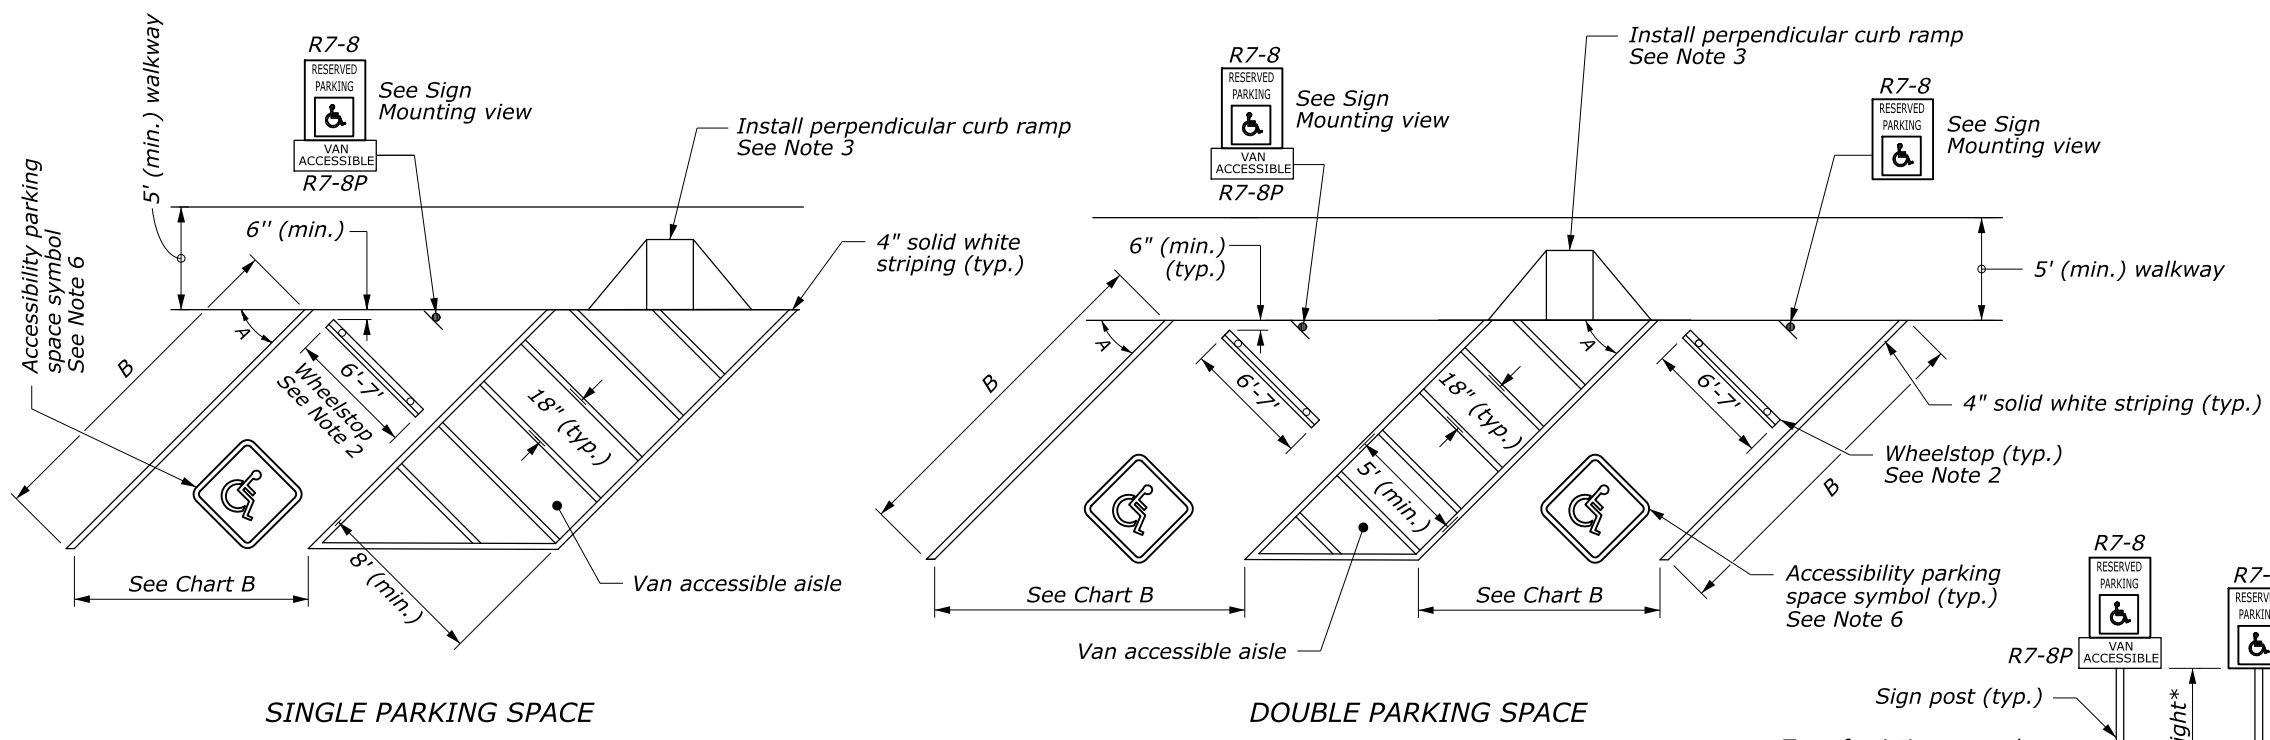 5' (min.) walkway
R7-8
RESERVED
PARKING
VAN
ACCESSIBLE
R7-8P
See Sign
Mounting view
Install perpendicular curb ramp
See Note 3
Accessibility parking
space symbol
See Note 6
6'' (min.)
4" solid white
striping (typ.)
A
B
6'-7'
Wheelstop
See Note 2
18" (typ.)
See Chart B
8' (min.)
Van accessible aisle
SINGLE PARKING SPACE
R7-8
RESERVED
PARKING
VAN
ACCESSIBLE
R7-8P
See Sign
Mounting view
Install perpendicular curb ramp
See Note 3
R7-8
RESERVED
PARKING
See Sign
Mounting view
6" (min.)
(typ.)
5' (min.) walkway
A
B
6'-7'
18" (typ.)
5' (min.)
A
6'-7'
4" solid white striping (typ.)
Wheelstop (typ.)
See Note 2
B
See Chart B
See Chart B
Accessibility parking
space symbol (typ.)
See Note 6
Van accessible aisle
DOUBLE PARKING SPACE
R7-8
RESERVED
PARKING
VAN
ACCESSIBLE
R7-8P
Sign post (typ.)